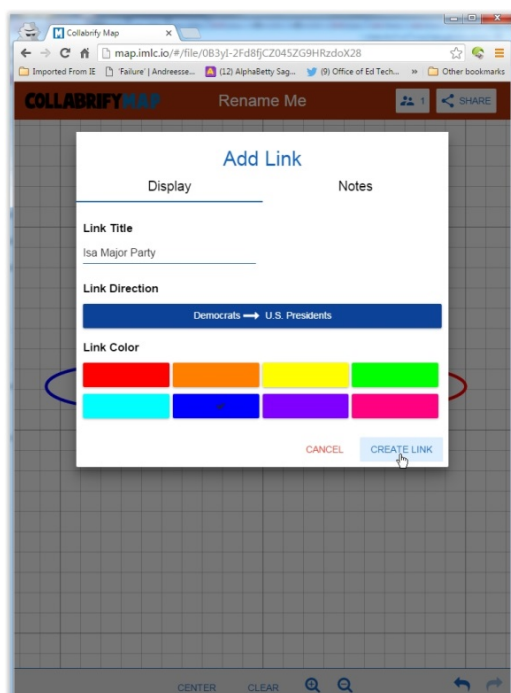 Collabrify Map
map.imlc.io/#/file/0B3yI-2Fd8fjCZ045ZG9HRzdoX28
Imported From IE 'Failure' | Andreesse... (12) AlphaBetty Sag... (9) Office of Ed Tech... » Other bookmarks
COLLABRIFY MAP Rename Me 1 SHARE
Add Link
Display Notes
Link Title
Isa Major Party
Link Direction
Democrats → U.S. Presidents
Link Color
CANCEL CREATE LINK
CENTER CLEAR